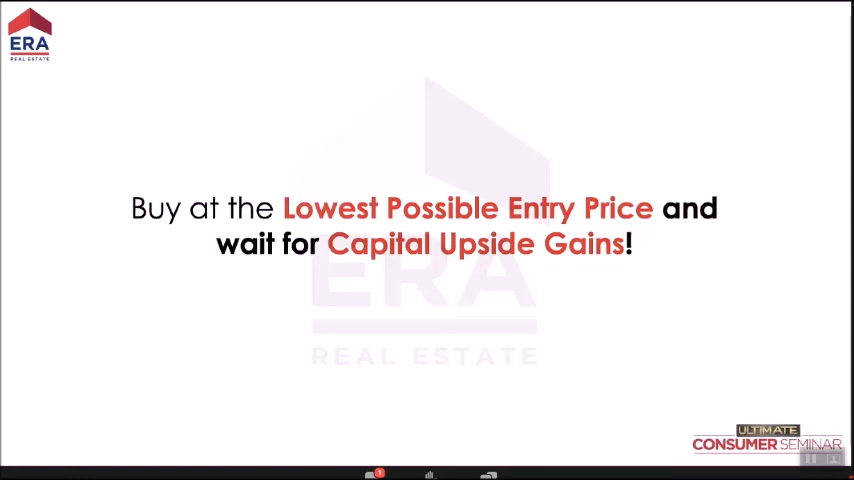 ERA
REAL ESTATE
Buy at the Lowest Possible Entry Price and
wait for Capital Upside Gains!
ERA
REAL ESTATE
ULTIMATE
CONSUMER SEMINAR
1